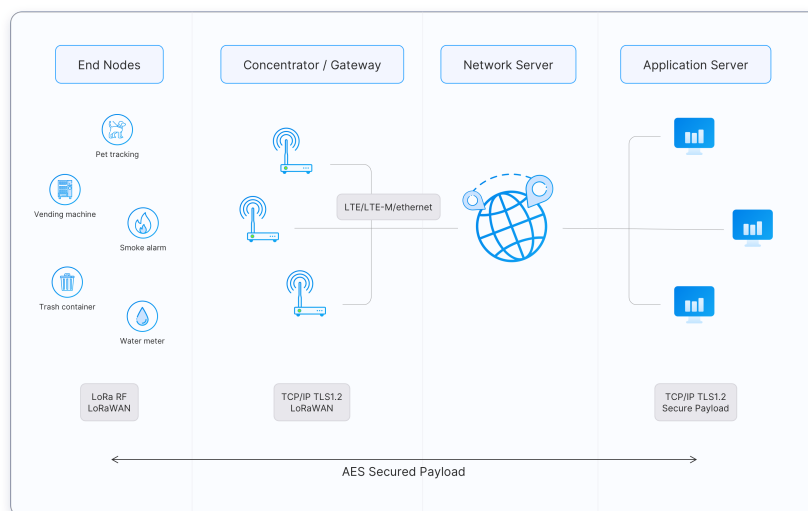 End Nodes
Concentrator / Gateway
Network Server
Application Server
Pet tracking
Vending machine
Smoke alarm
Trash container
Water meter
LTE/LTE-M/ethernet
LoRa RF
LoRaWAN
TCP/IP TLS1.2
LoRaWAN
TCP/IP TLS1.2
Secure Payload
AES Secured Payload